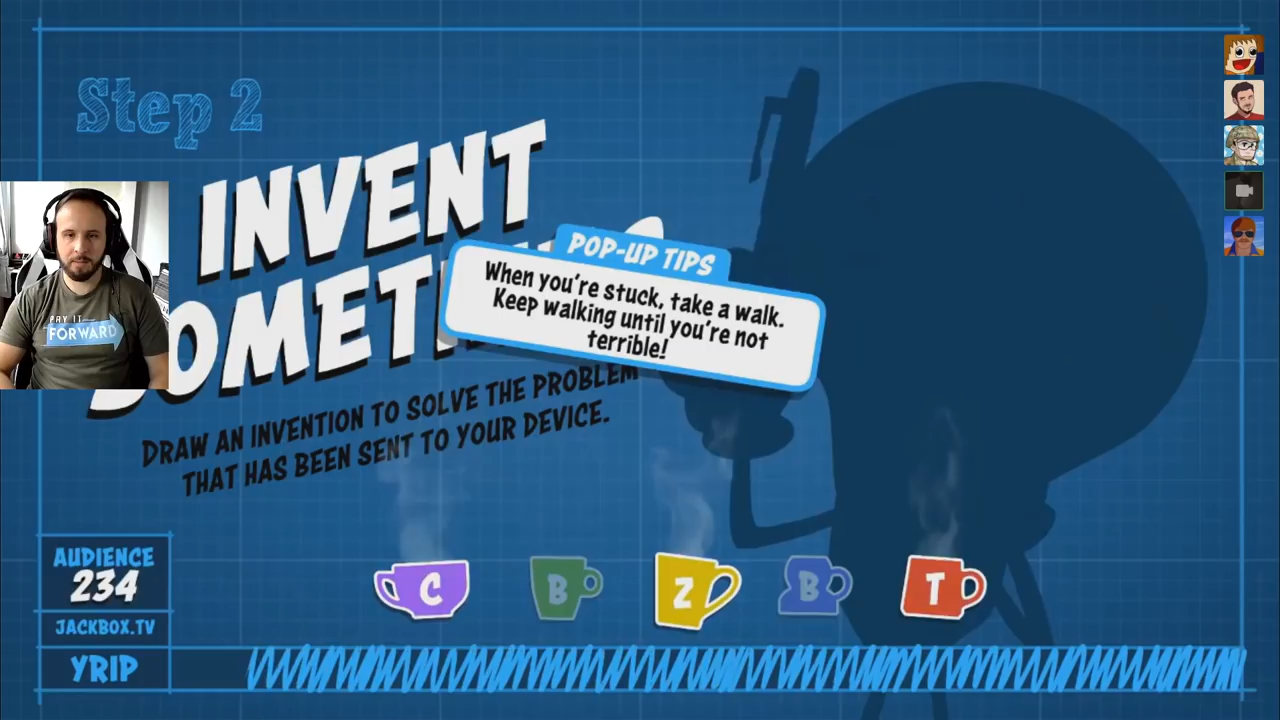 Step 2
INVENT
POP-UP TIPS
When you're stuck, take a walk.
Keep walking until you're not
terrible!
DRAW AN INVENTION TO SOLVE THE PROBLEM
THAT HAS BEEN SENT TO YOUR DEVICE.
PAY IT
FORWARD
AUDIENCE
234
JACKBOX.TV
YRIP
C
B
Z
B
T